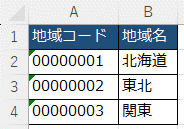 A B
1 地域コード 地域名
2 00000001 北海道
3 00000002 東北
4 00000003 関東